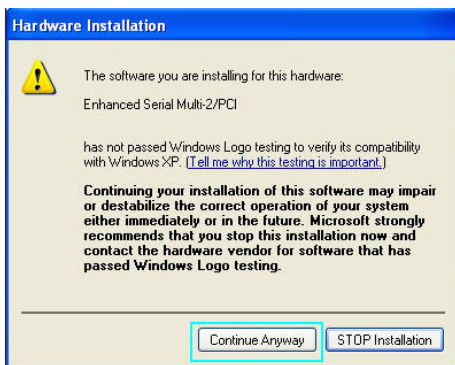 Hardware Installation
The software you are installing for this hardware:
Enhanced Serial Multi-2/PCI
has not passed Windows Logo testing to verify its compatibility
with Windows XP. (Tell me why this testing is important.)
Continuing your installation of this software may impair
or destabilize the correct operation of your system
either immediately or in the future. Microsoft strongly
recommends that you stop this installation now and
contact the hardware vendor for software that has
passed Windows Logo testing.
Continue Anyway
STOP Installation